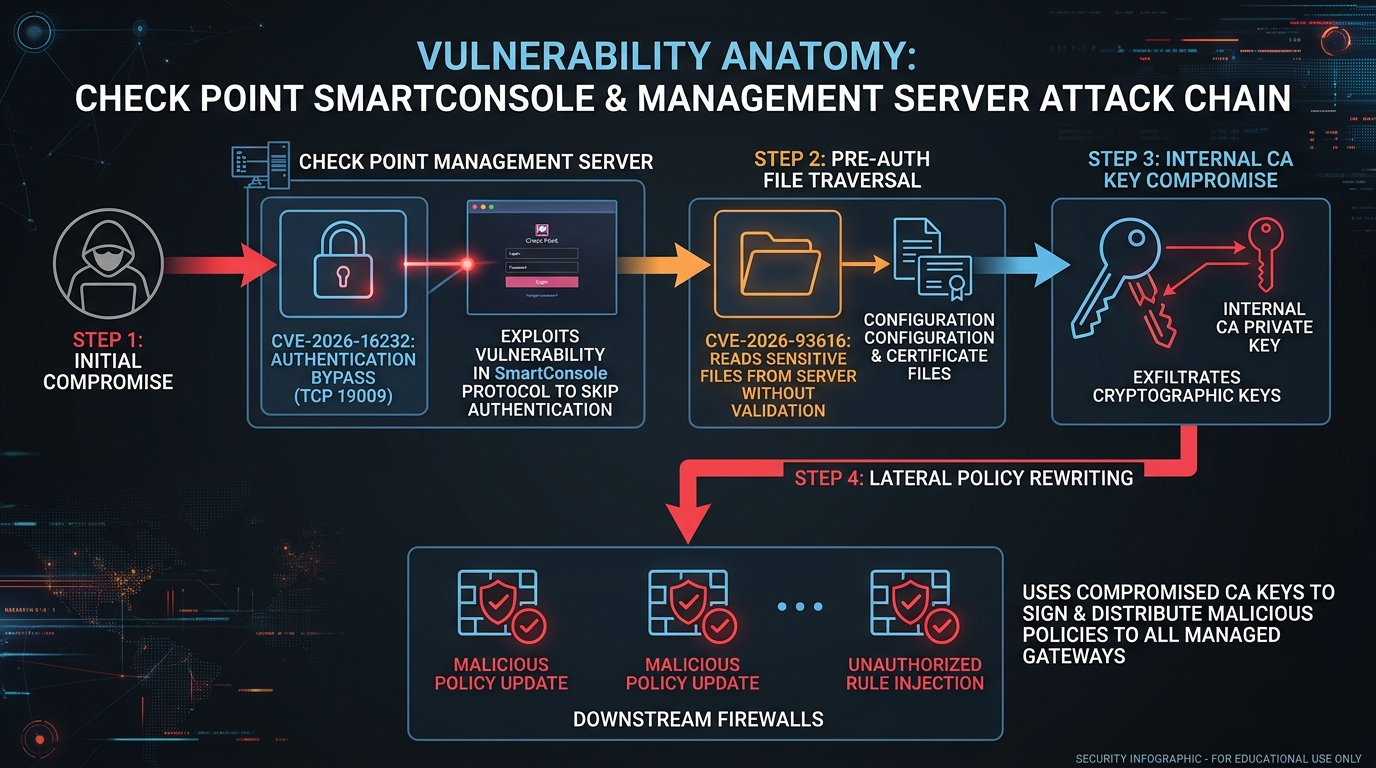 VULNERABILITY ANATOMY:
CHECK POINT SMARTCONSOLE & MANAGEMENT SERVER ATTACK CHAIN
CHECK POINT MANAGEMENT SERVER
STEP 1:
INITIAL
COMPROMISE
CVE-2026-16232:
AUTHENTICATION
BYPASS
(TCP 19009)
Check Point
Login
Password
Login
EXPLOITS
VULNERABILITY
IN SmartConsole
PROTOCOL TO SKIP
AUTHENTICATION
STEP 2: PRE-AUTH
FILE TRAVERSAL
CVE-2026-93616:
READS SENSITIVE
FILES FROM SERVER
WITHOUT
VALIDATION
CONFIGURATION
CONFIGURATION
& CERTIFICATE
FILES
STEP 3: INTERNAL CA
KEY COMPROMISE
INTERNAL
CA PRIVATE
KEY
EXFILTRATES
CRYPTOGRAPHIC KEYS
STEP 4: LATERAL POLICY REWRITING
MALICIOUS
POLICY UPDATE
MALICIOUS
POLICY UPDATE
UNAUTHORIZED
RULE INJECTION
DOWNSTREAM FIREWALLS
USES COMPROMISED CA KEYS TO
SIGN & DISTRIBUTE MALICIOUS
POLICIES TO ALL MANAGED
GATEWAYS
SECURITY INFOGRAPHIC - FOR EDUCATIONAL USE ONLY